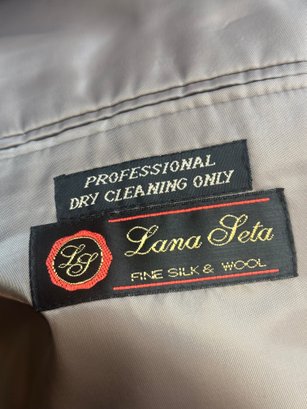 PROFESSIONAL
DRY CLEANING ONLY
LS
Lana Seta
FINE SILK & WOOL